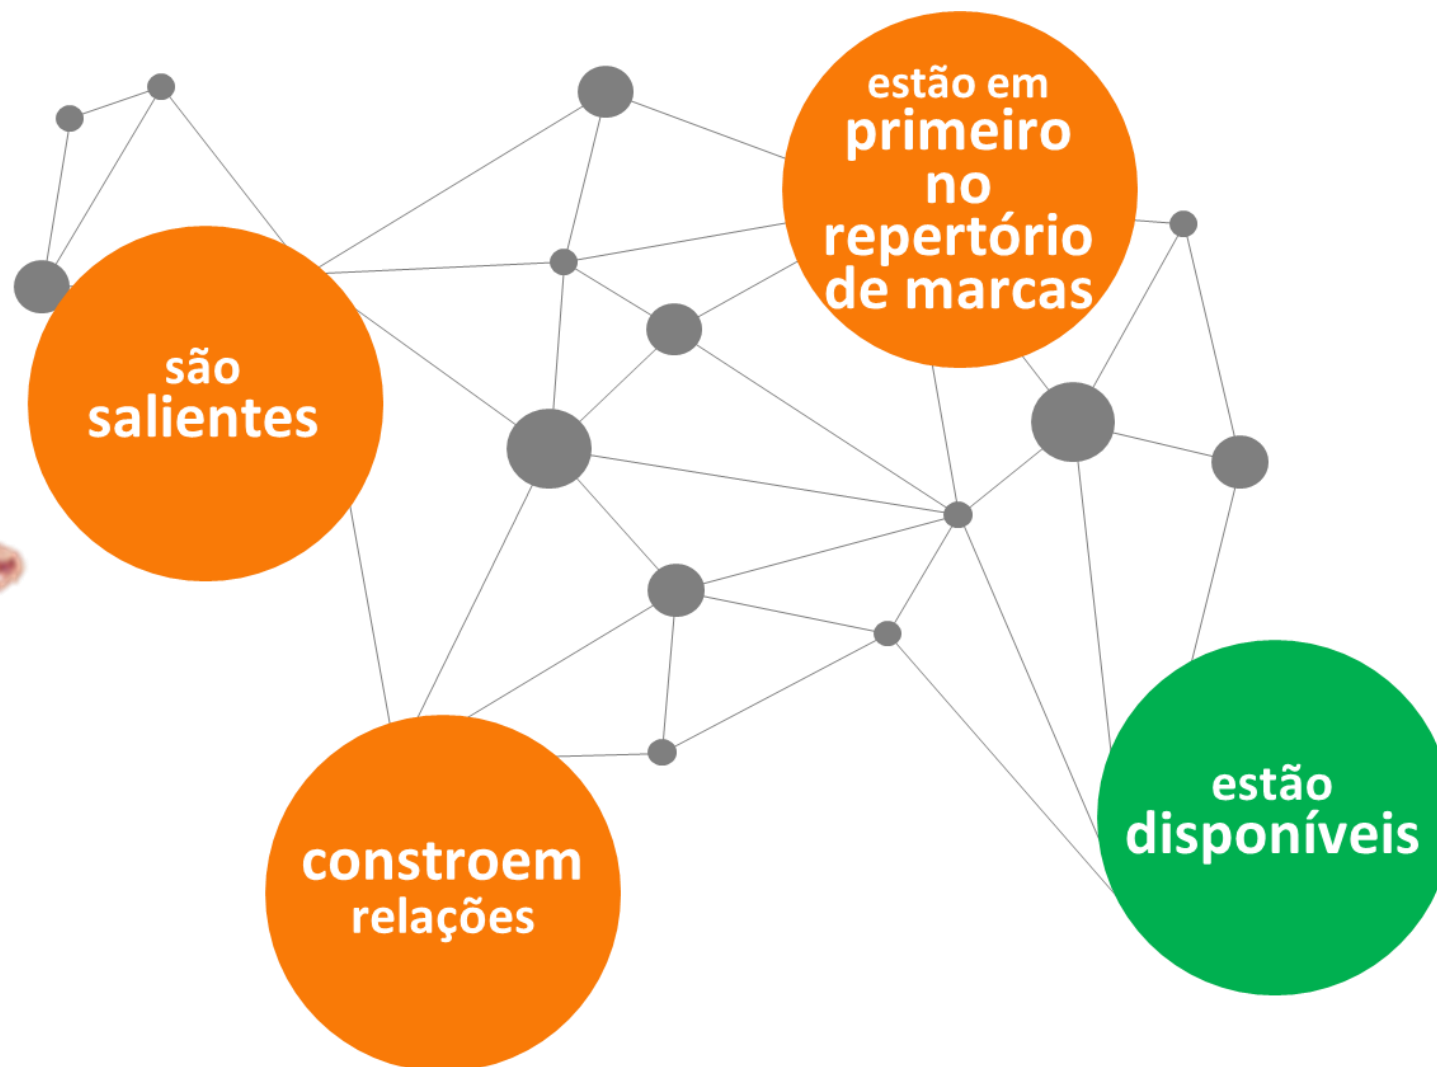 estão em
primeiro
no
repertório
de marcas
são
salientes
estão
disponíveis
constroem
relações